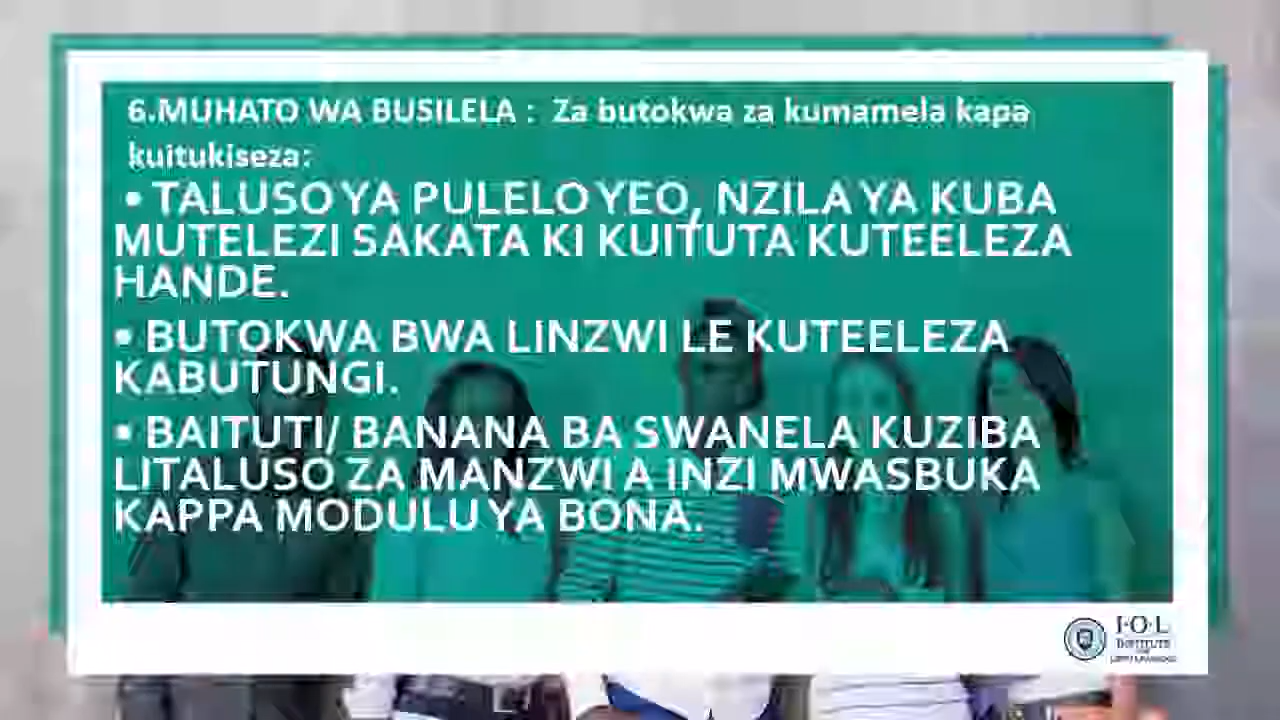 6.MUHATO WA BUSILELA : Za butokwa za kumamela kapa
kuitukiseza:
• TALUSO YA PULELO YEO, NZILA YA KUBA
MUTELEZI SAKATA KI KUITUTA KUTEELEZA
HANDE.
• BUTOKWA BWA LINZWI LE KUTEELEZA
KABUTUNGI.
• BAITUTI/ BANANA BA SWANELA KUZIBA
LITALUSO ZA MANZWI A INZI MWASBUKA
KAPPA MODULU YA BONA.
I·O·L
INSTITUTE